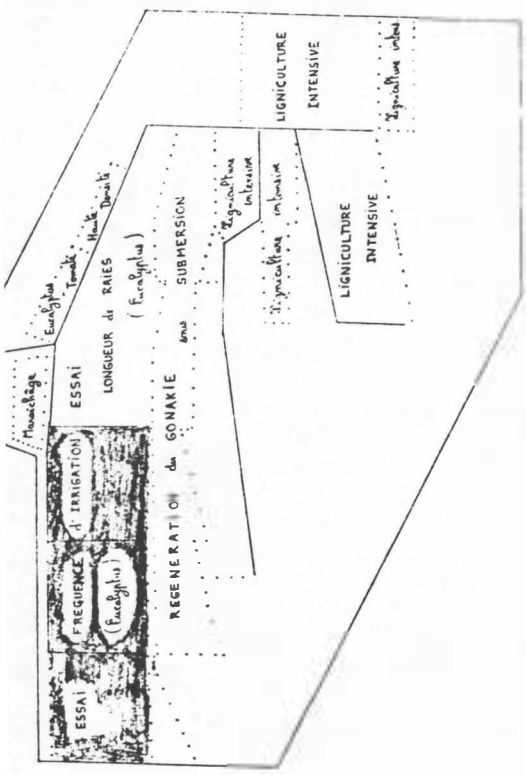 Maraîchage
Eucalyptus
Tomate.
Haute Densité
ESSAI
FREQUENCE
d'IRRIGATION
(Eucalyptus)
ESSAI
LONGUEUR de RAIES
(Eucalyptus)
REGENERATION du GONAKIE sous SUBMERSION
Ligniculture
intensive
Ligniculture intensive
LIGNICULTURE
INTENSIVE
LIGNICULTURE
INTENSIVE
Ligniculture intens